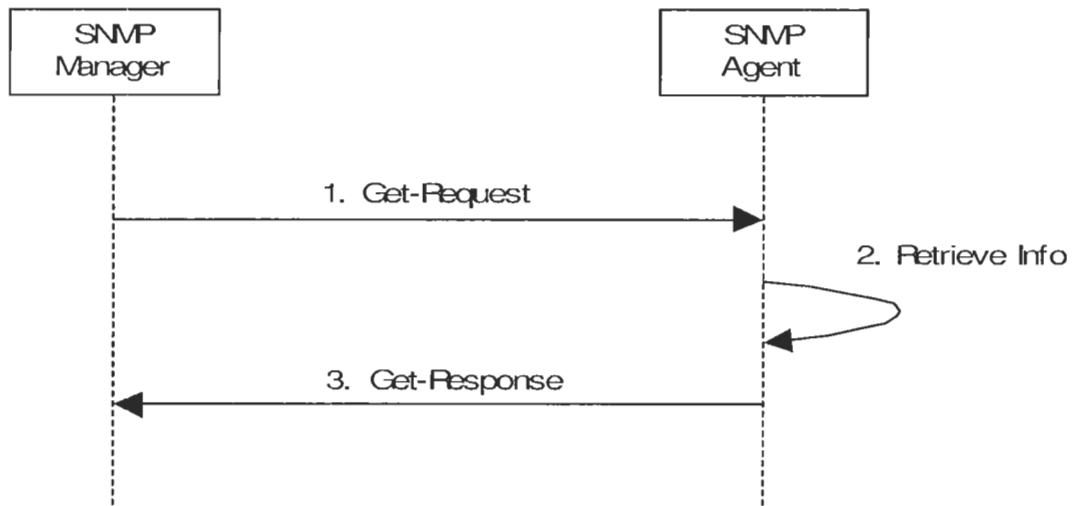 SNMP
Manager
SNMP
Agent
1. Get-Request
2. Retrieve Info
3. Get-Response